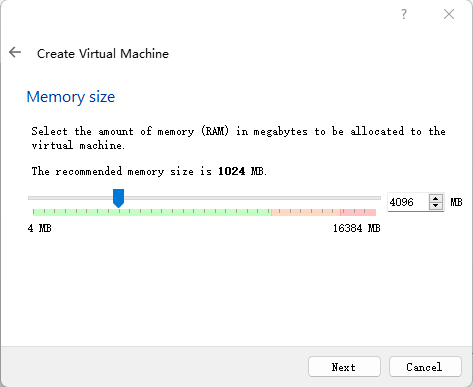 ?
Create Virtual Machine
Memory size
Select the amount of memory (RAM) in megabytes to be allocated to the
virtual machine.
The recommended memory size is 1024 MB.
4096 MB
4 MB 16384 MB
Next Cancel